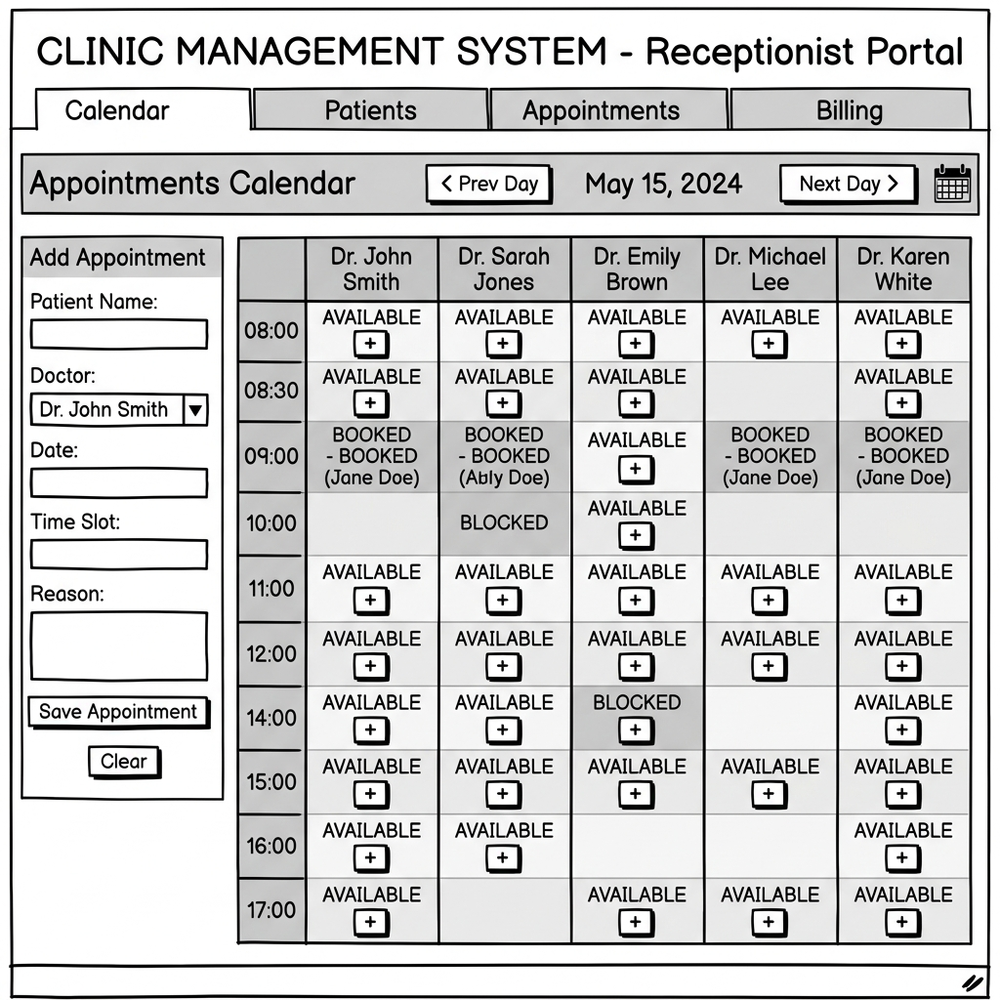 CLINIC MANAGEMENT SYSTEM - Receptionist Portal
Calendar
Patients
Appointments
Billing
Appointments Calendar
< Prev Day
May 15, 2024
Next Day >
Add Appointment
Patient Name:
Doctor:
Dr. John Smith
Date:
Time Slot:
Reason:
Save Appointment
Clear
Dr. John
Smith
Dr. Sarah
Jones
Dr. Emily
Brown
Dr. Michael
Lee
Dr. Karen
White
08:00
AVAILABLE
+
AVAILABLE
+
AVAILABLE
+
AVAILABLE
+
AVAILABLE
+
08:30
AVAILABLE
+
AVAILABLE
+
AVAILABLE
+
AVAILABLE
+
09:00
BOOKED
- BOOKED
(Jane Doe)
BOOKED
- BOOKED
(Ably Doe)
AVAILABLE
+
BOOKED
- BOOKED
(Jane Doe)
BOOKED
- BOOKED
(Jane Doe)
10:00
BLOCKED
AVAILABLE
+
11:00
AVAILABLE
+
AVAILABLE
+
AVAILABLE
+
AVAILABLE
+
AVAILABLE
+
12:00
AVAILABLE
+
AVAILABLE
+
AVAILABLE
+
AVAILABLE
+
AVAILABLE
+
14:00
AVAILABLE
+
AVAILABLE
+
BLOCKED
+
AVAILABLE
+
15:00
AVAILABLE
+
AVAILABLE
+
AVAILABLE
+
AVAILABLE
+
AVAILABLE
+
16:00
AVAILABLE
+
AVAILABLE
+
AVAILABLE
+
17:00
AVAILABLE
+
AVAILABLE
+
AVAILABLE
+
AVAILABLE
+